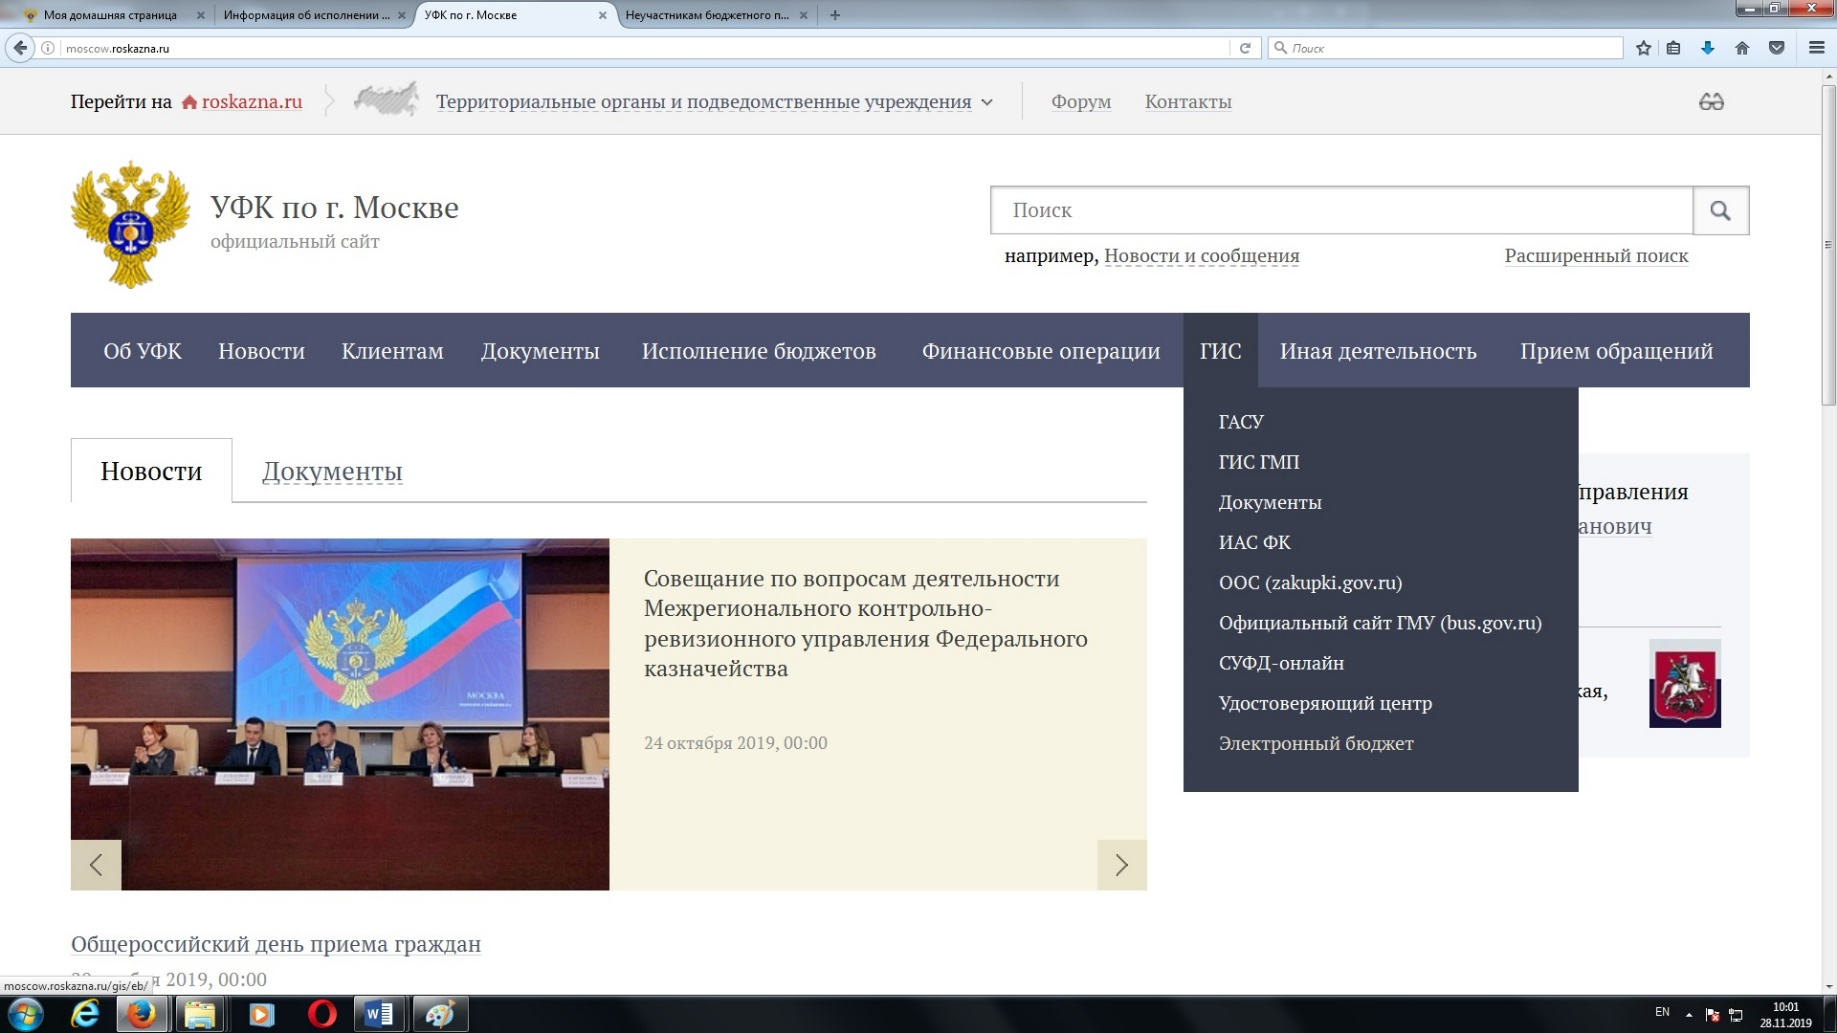 Моя домашняя страница
Информация об исполнении ...
УФК по г. Москве
Неучастникам бюджетного п...
moscow.roskazna.ru
Поиск
Перейти на roskazna.ru
Территориальные органы и подведомственные учреждения
Форум
Контакты
УФК по г. Москве
официальный сайт
Поиск
например, Новости и сообщения
Расширенный поиск
Об УФК
Новости
Клиентам
Документы
Исполнение бюджетов
Финансовые операции
ГИС
Иная деятельность
Прием обращений
ГАСУ
ГИС ГМП
Документы
ИАС ФК
ООС (zakupki.gov.ru)
Официальный сайт ГМУ (bus.gov.ru)
СУФД-онлайн
Удостоверяющий центр
Электронный бюджет
Новости
Документы
правления
анович
кая,
МОСКВА
Совещание по вопросам деятельности
Межрегионального контрольно-
ревизионного управления Федерального
казначейства
24 октября 2019, 00:00
Общероссийский день приема граждан
2019, 00:00
moscow.roskazna.ru/gis/eb/
EN
10:01
28.11.2019